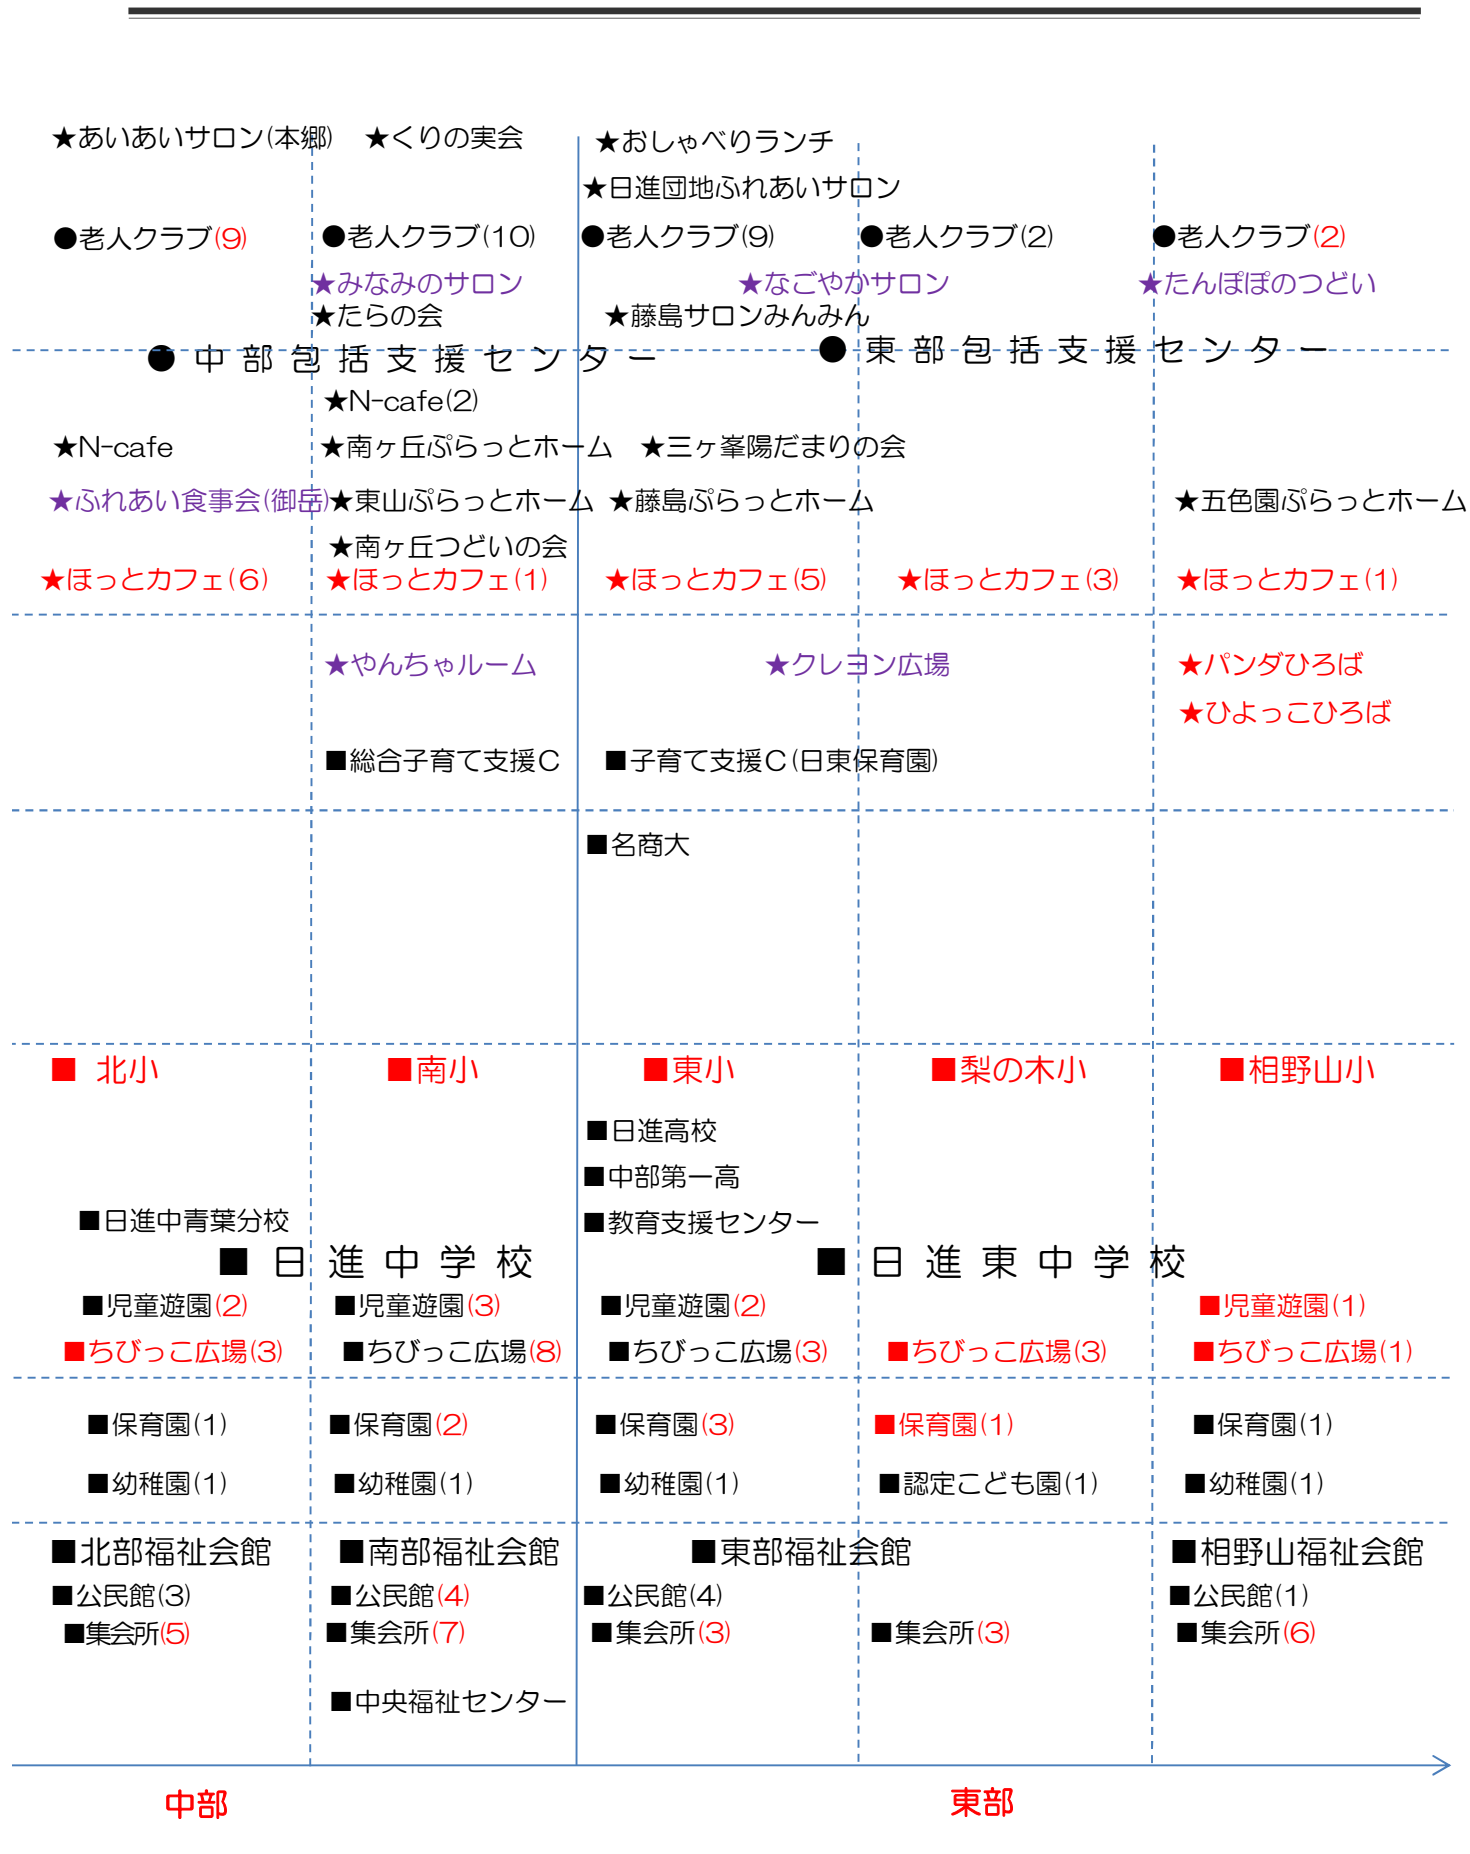 ★あいあいサロン(本郷) ★くりの実会 ★おしゃべりランチ
★日進団地ふれあいサロン
●老人クラブ(9) ●老人クラブ(10) ●老人クラブ(9) ●老人クラブ(2) ●老人クラブ(2)
★みなみのサロン ★なごやかサロン ★たんぽぽのつどい
★たらの会 ★藤島サロンみんみん
●中部包括支援センター ●東部包括支援センター
★N-cafe(2)
★N-cafe ★南ヶ丘ぷらっとホーム ★三ヶ峯陽だまりの会
★ふれあい食事会(御岳) ★東山ぷらっとホーム ★藤島ぷらっとホーム ★五色園ぷらっとホーム
★南ヶ丘つどいの会
★ほっとカフェ(6) ★ほっとカフェ(1) ★ほっとカフェ(5) ★ほっとカフェ(3) ★ほっとカフェ(1)
★やんちゃルーム ★クレヨン広場 ★パンダひろば
★ひよっこひろば
■総合子育て支援C ■子育て支援C(日東保育園)
■名商大
■ 北小 ■南小 ■東小 ■梨の木小 ■相野山小
■日進高校
■中部第一高
■日進中青葉分校 ■教育支援センター
■日進中学校 ■日進東中学校
■児童遊園(2) ■児童遊園(3) ■児童遊園(2) ■児童遊園(1)
■ちびっこ広場(3) ■ちびっこ広場(8) ■ちびっこ広場(3) ■ちびっこ広場(3) ■ちびっこ広場(1)
■保育園(1) ■保育園(2) ■保育園(3) ■保育園(1) ■保育園(1)
■幼稚園(1) ■幼稚園(1) ■幼稚園(1) ■認定こども園(1) ■幼稚園(1)
■北部福祉会館 ■南部福祉会館 ■東部福祉会館 ■相野山福祉会館
■公民館(3) ■公民館(4) ■公民館(4) ■公民館(1)
■集会所(5) ■集会所(7) ■集会所(3) ■集会所(3) ■集会所(6)
■中央福祉センター
中部 東部